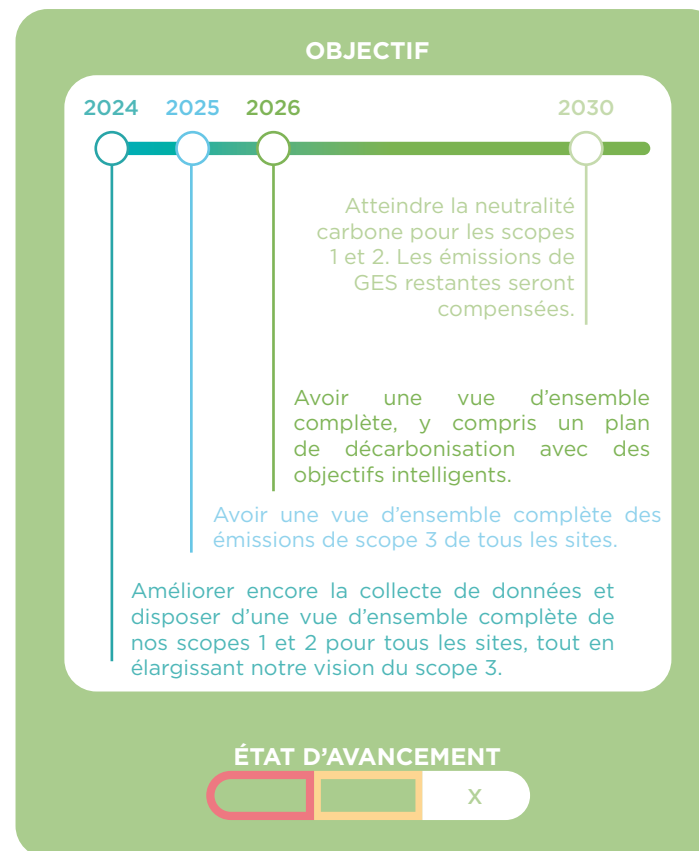 OBJECTIF
2024 2025 2026 2030
Atteindre la neutralité
carbone pour les scopes
1 et 2. Les émissions de
GES restantes seront
compensées.
Avoir une vue d'ensemble
complète, y compris un plan
de décarbonisation avec des
objectifs intelligents.
Avoir une vue d'ensemble complète des
émissions de scope 3 de tous les sites.
Améliorer encore la collecte de données et
disposer d'une vue d'ensemble complète de
nos scopes 1 et 2 pour tous les sites, tout en
élargissant notre vision du scope 3.
ÉTAT D'AVANCEMENT
X